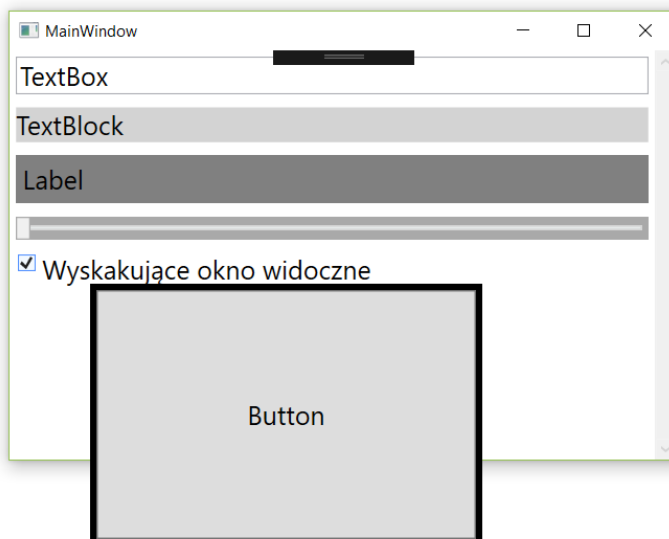 MainWindow
TextBox
TextBlock
Label
Wyskakujące okno widoczne
Button